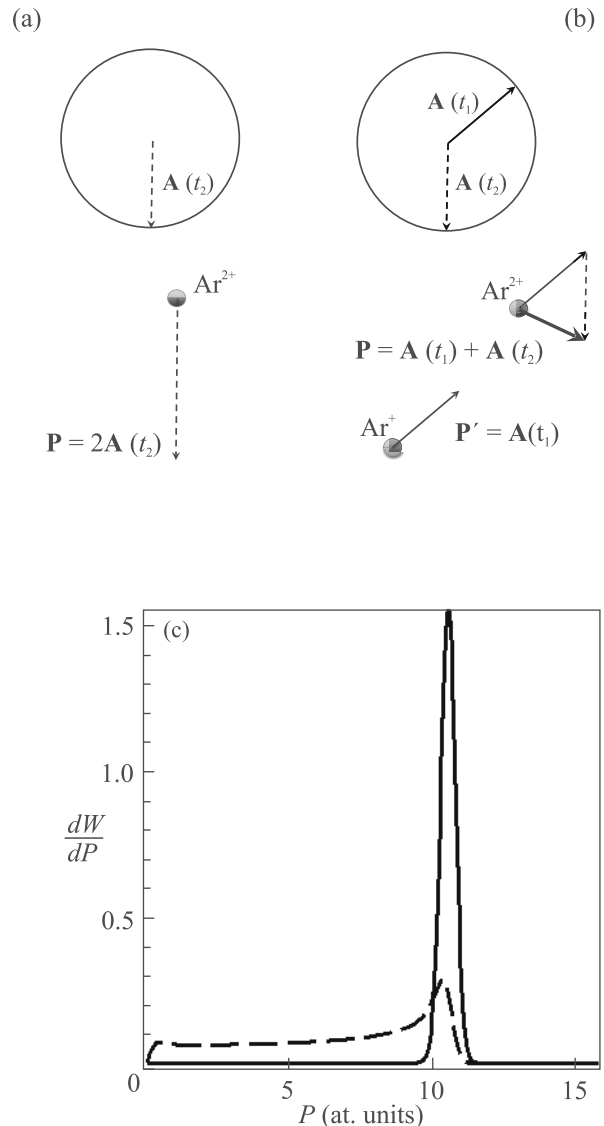 (a)
(b)
A (t₁)
A (t₂)
A (t₂)
Ar²⁺
Ar²⁺
P = A (t₁) + A (t₂)
P = 2A (t₂)
Ar⁺
P′ = A(t₁)
(c)
1.5
1.0
dW
dP
0.5
0
5
10
15
P (at. units)